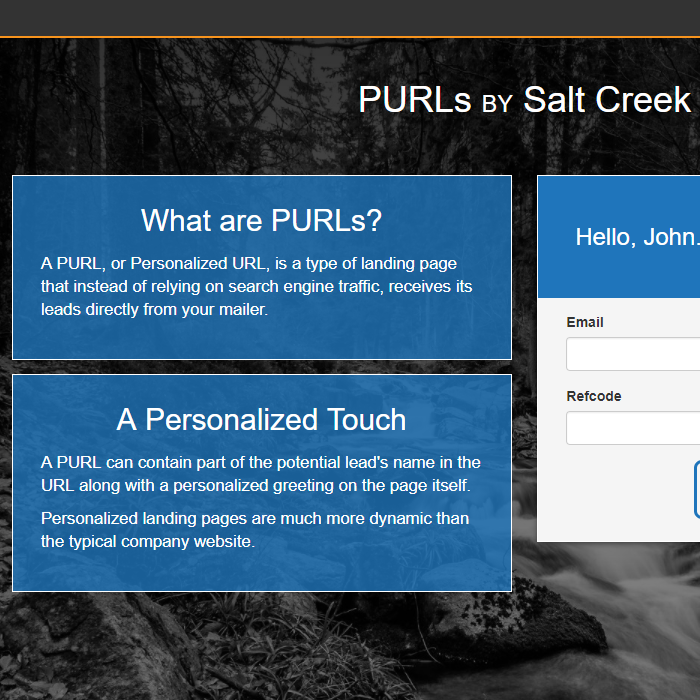 PURLs BY Salt Creek
What are PURLs?
A PURL, or Personalized URL, is a type of landing page
that instead of relying on search engine traffic, receives its
leads directly from your mailer.
A Personalized Touch
A PURL can contain part of the potential lead's name in the
URL along with a personalized greeting on the page itself.
Personalized landing pages are much more dynamic than
the typical company website.
Hello, John.
Email
Refcode